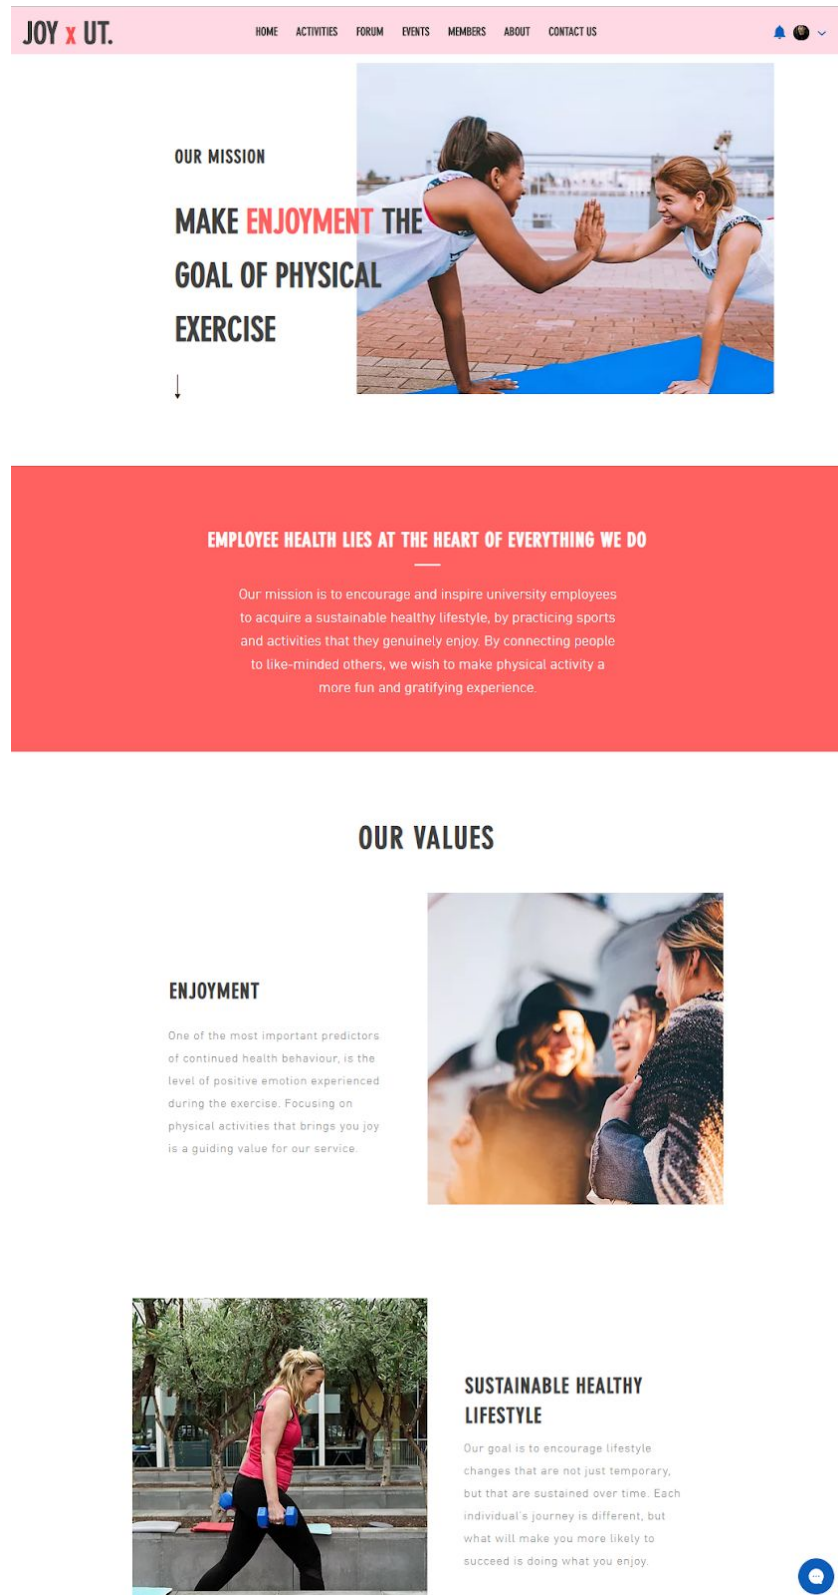 JOY x UT.
HOME ACTIVITIES FORUM EVENTS MEMBERS ABOUT CONTACT US
OUR MISSION
MAKE ENJOYMENT THE
GOAL OF PHYSICAL
EXERCISE
EMPLOYEE HEALTH LIES AT THE HEART OF EVERYTHING WE DO
Our mission is to encourage and inspire university employees
to acquire a sustainable healthy lifestyle, by practicing sports
and activities that they genuinely enjoy. By connecting people
to like-minded others, we wish to make physical activity a
more fun and gratifying experience.
OUR VALUES
ENJOYMENT
One of the most important predictors
of continued health behaviour, is the
level of positive emotion experienced
during the exercise. Focusing on
physical activities that brings you joy
is a guiding value for our service.
SUSTAINABLE HEALTHY
LIFESTYLE
Our goal is to encourage lifestyle
changes that are not just temporary,
but that are sustained over time. Each
individual's journey is different, but
what will make you more likely to
succeed is doing what you enjoy.